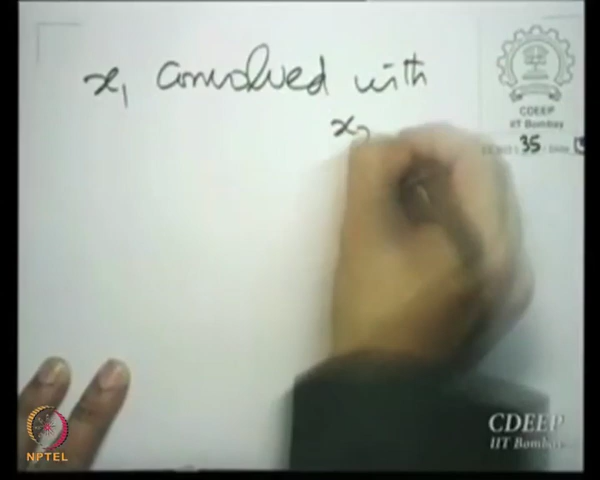 x₁ convolved with
x₂
CDEEP
IIT Bombay
35
CDEEP
IIT Bombay
NPTEL